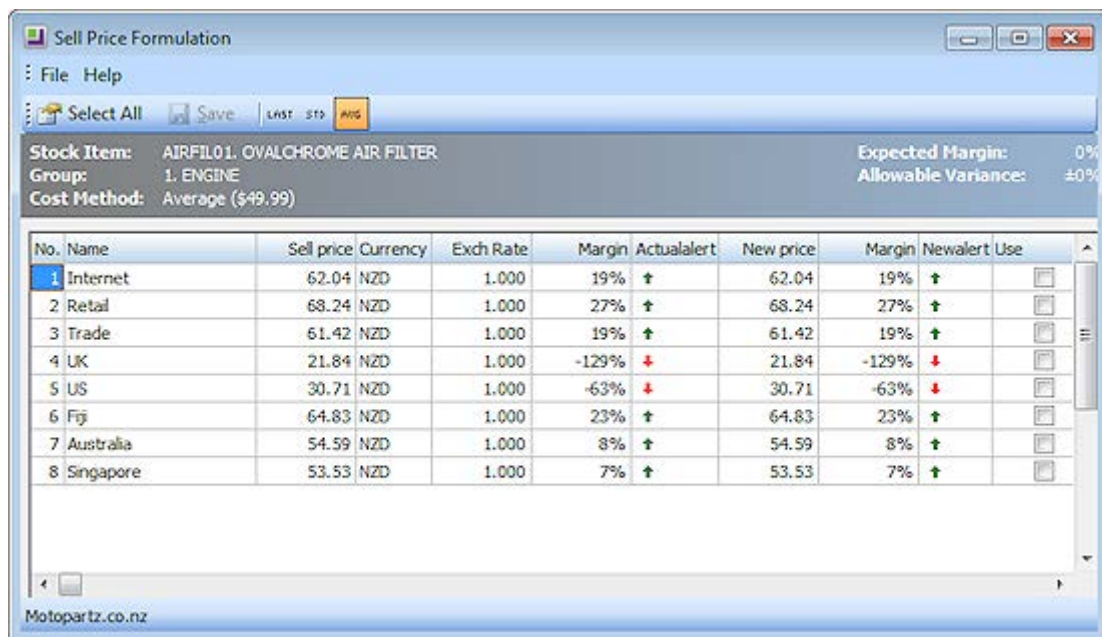 Sell Price Formulation
File Help
Select All Save LAST STD AVG
Stock Item: AIRFIL01. OVALCHROME AIR FILTER Expected Margin: 0%
Group: 1. ENGINE Allowable Variance: ±0%
Cost Method: Average ($49.99)
No. Name Sell price Currency Exch Rate Margin Actualalert New price Margin Newalert Use
1 Internet 62.04 NZD 1.000 19% 62.04 19%
2 Retail 68.24 NZD 1.000 27% 68.24 27%
3 Trade 61.42 NZD 1.000 19% 61.42 19%
4 UK 21.84 NZD 1.000 -129% 21.84 -129%
5 US 30.71 NZD 1.000 -63% 30.71 -63%
6 Fiji 64.83 NZD 1.000 23% 64.83 23%
7 Australia 54.59 NZD 1.000 8% 54.59 8%
8 Singapore 53.53 NZD 1.000 7% 53.53 7%
Motopartz.co.nz